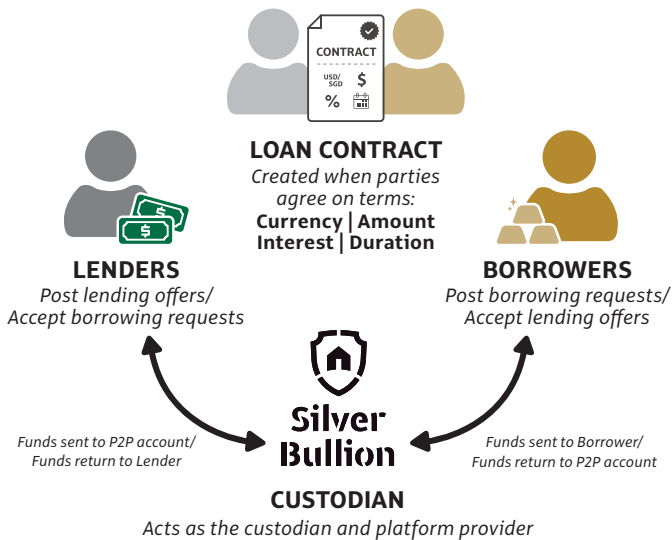 CONTRACT
USD/
SGD
$
%
LOAN CONTRACT
Created when parties
agree on terms:
Currency | Amount
Interest | Duration
$
$
LENDERS
Post lending offers/
Accept borrowing requests
BORROWERS
Post borrowing requests/
Accept lending offers
Silver
Bullion
Funds sent to P2P account/
Funds return to Lender
Funds sent to Borrower/
Funds return to P2P account
CUSTODIAN
Acts as the custodian and platform provider